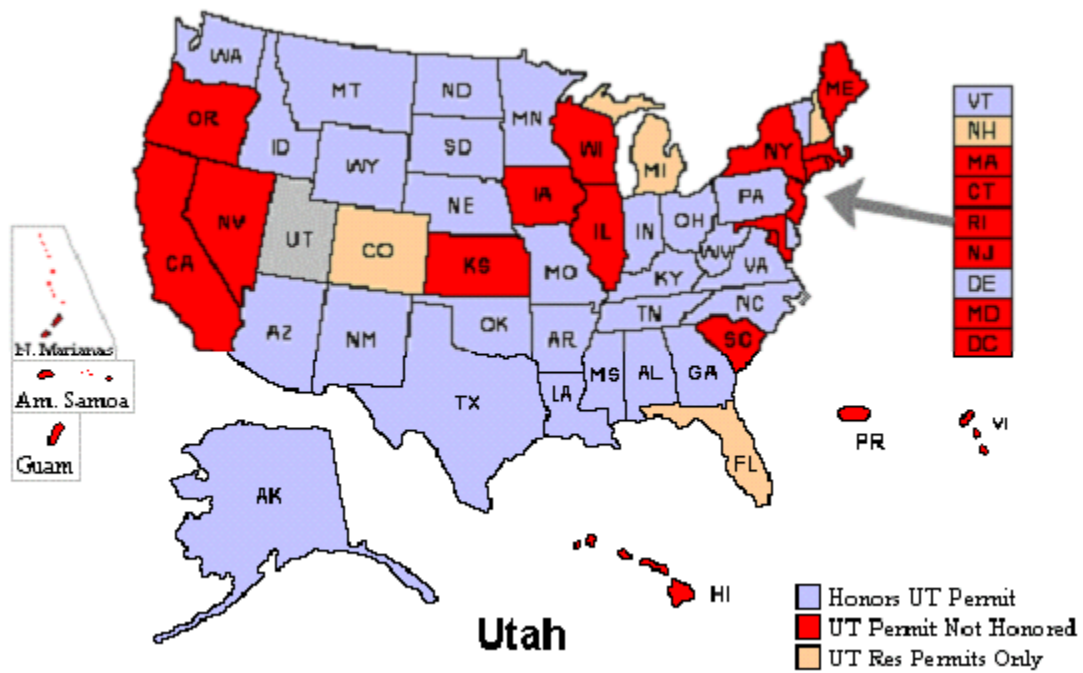 WA
MT
ND
MN
ME
OR
ID
WY
SD
WI
MI
NY
VT
NH
MA
CT
RI
NJ
DE
MD
DC
NV
UT
CO
NE
IA
IL
IN
OH
PA
CA
KS
MO
KY
WV
VA
AZ
NM
OK
AR
TN
NC
SC
TX
LA
MS
AL
GA
FL
N. Marianas
Am. Samoa
Guam
AK
HI
PR
VI
Utah
Honors UT Permit
UT Permit Not Honored
UT Res Permits Only